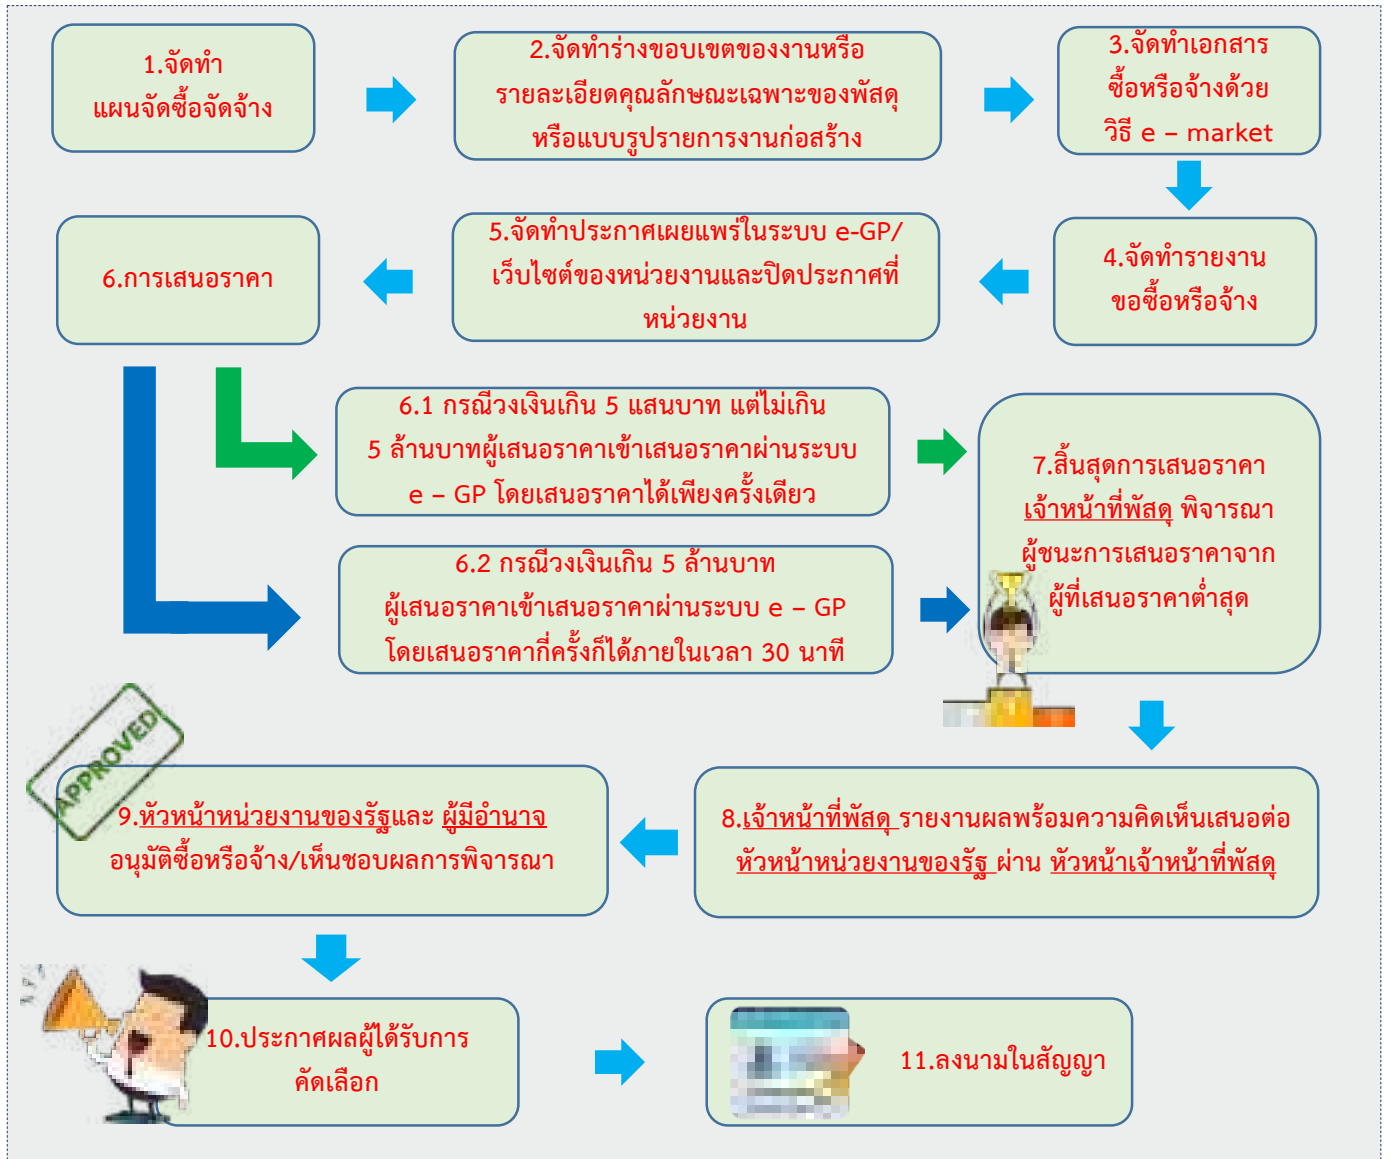 1.จัดทำ
แผนจัดซื้อจัดจ้าง
2.จัดทำร่างขอบเขตของงานหรือ
รายละเอียดคุณลักษณะเฉพาะของพัสดุ
หรือแบบรูปรายการงานก่อสร้าง
3.จัดทำเอกสาร
ซื้อหรือจ้างด้วย
วิธี e – market
4.จัดทำรายงาน
ขอซื้อหรือจ้าง
5.จัดทำประกาศเผยแพร่ในระบบ e-GP/
เว็บไซต์ของหน่วยงานและปิดประกาศที่
หน่วยงาน
6.การเสนอราคา
6.1 กรณีวงเงินเกิน 5 แสนบาท แต่ไม่เกิน
5 ล้านบาทผู้เสนอราคาเข้าเสนอราคาผ่านระบบ
e – GP โดยเสนอราคาได้เพียงครั้งเดียว
6.2 กรณีวงเงินเกิน 5 ล้านบาท
ผู้เสนอราคาเข้าเสนอราคาผ่านระบบ e – GP
โดยเสนอราคากี่ครั้งก็ได้ภายในเวลา 30 นาที
7.สิ้นสุดการเสนอราคา
เจ้าหน้าที่พัสดุ พิจารณา
ผู้ชนะการเสนอราคาจาก
ผู้ที่เสนอราคาต่ำสุด
8.เจ้าหน้าที่พัสดุ รายงานผลพร้อมความคิดเห็นเสนอต่อ
หัวหน้าหน่วยงานของรัฐ ผ่าน หัวหน้าเจ้าหน้าที่พัสดุ
APPROVED
9.หัวหน้าหน่วยงานของรัฐและ ผู้มีอำนาจ
อนุมัติซื้อหรือจ้าง/เห็นชอบผลการพิจารณา
10.ประกาศผลผู้ได้รับการ
คัดเลือก
11.ลงนามในสัญญา